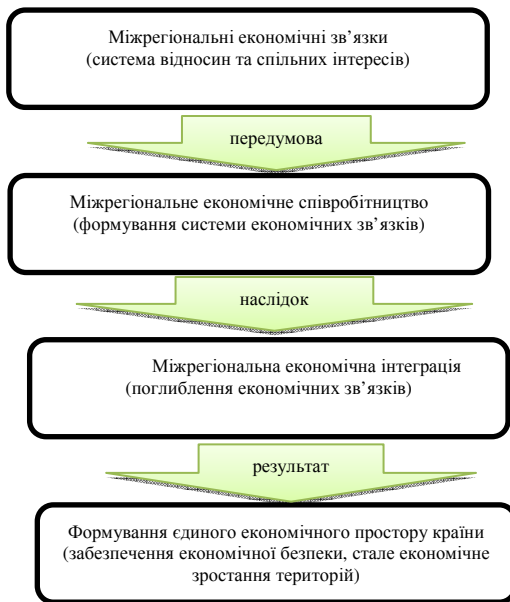 Міжрегіональні економічні зв'язки
(система відносин та спільних інтересів)
передумова
Міжрегіональне економічне співробітництво
(формування системи економічних зв'язків)
наслідок
Міжрегіональна економічна інтеграція
(поглиблення економічних зв'язків)
результат
Формування єдиного економічного простору країни
(забезпечення економічної безпеки, стале економічне
зростання територій)